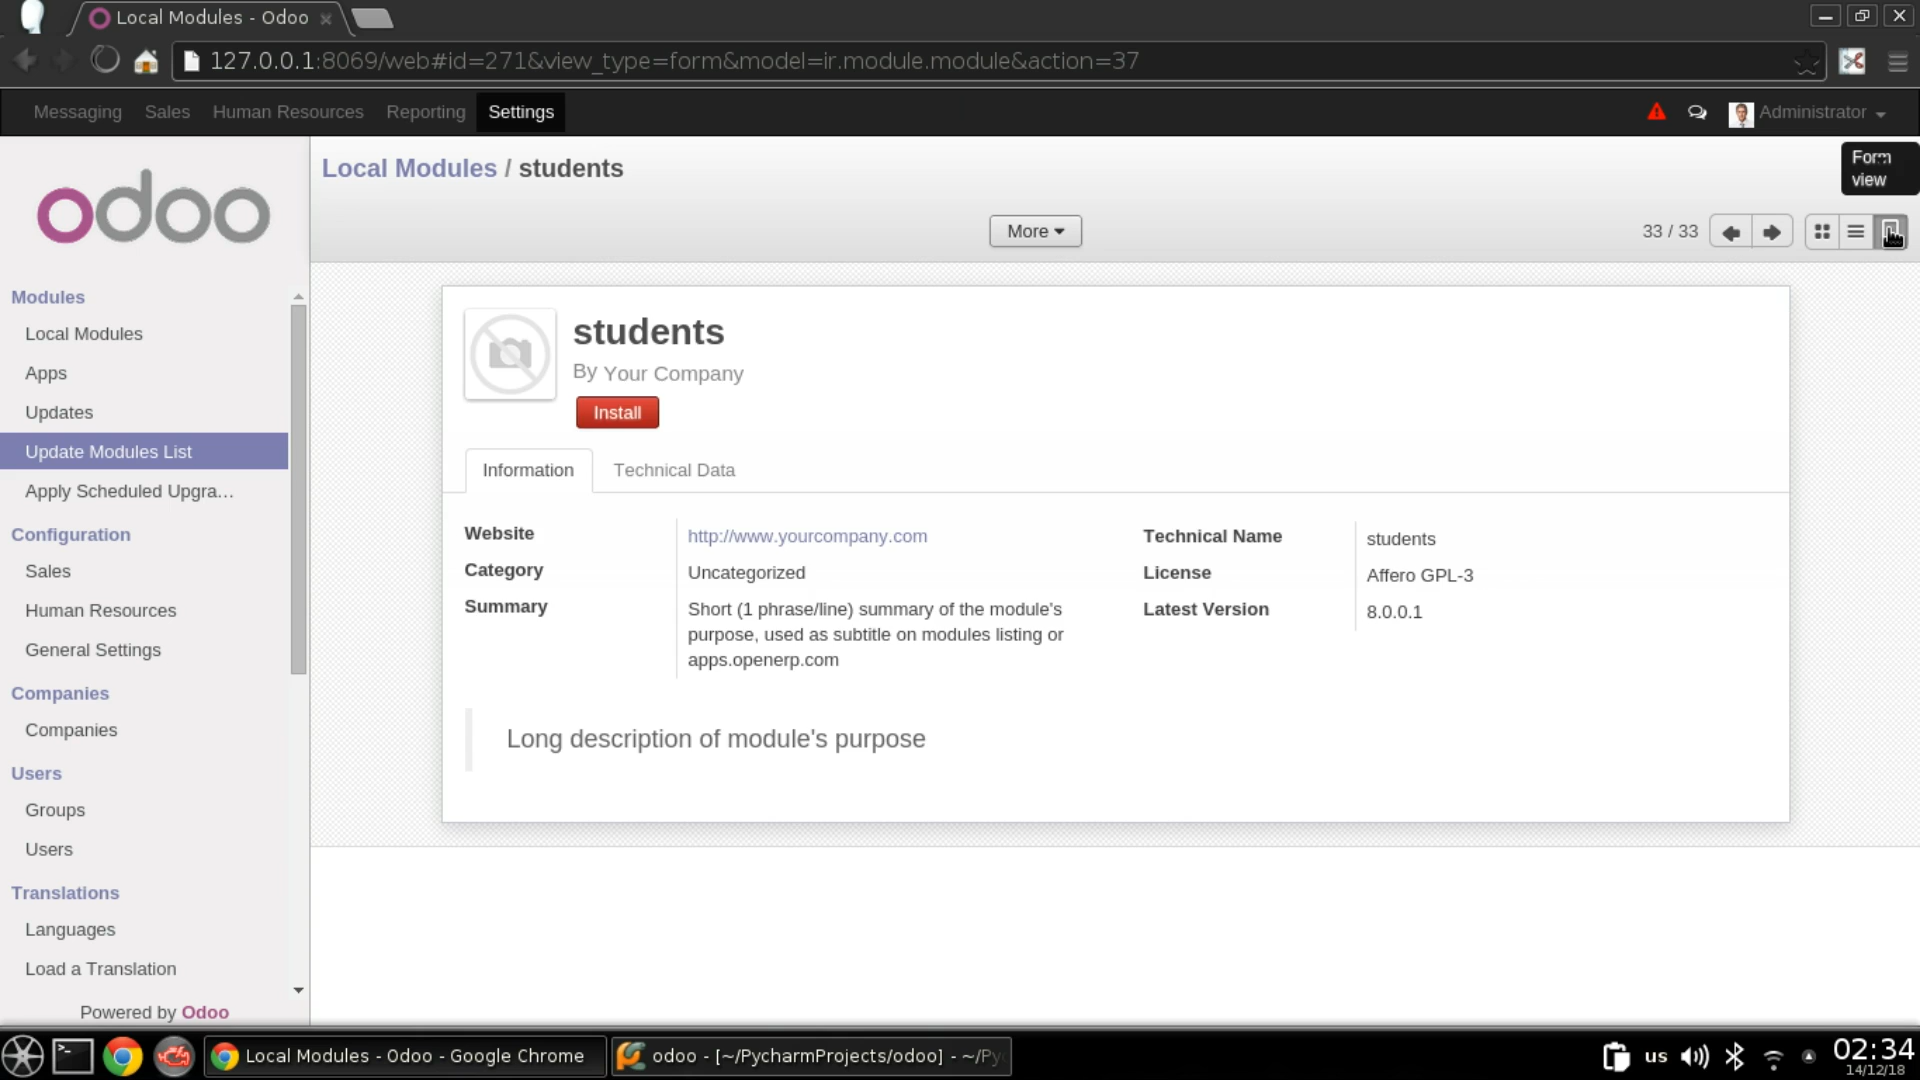 Local Modules - Odoo
127.0.0.1:8069/web#id=271&view_type=form&model=ir.module.module&action=37
Messaging Sales Human Resources Reporting Settings Administrator
odoo
Local Modules / students
Form
view
More
33 / 33
Modules
Local Modules
Apps
Updates
Update Modules List
Apply Scheduled Upgra...
Configuration
Sales
Human Resources
General Settings
Companies
Companies
Users
Groups
Users
Translations
Languages
Load a Translation
Powered by Odoo
students
By Your Company
Install
Information Technical Data
Website http://www.yourcompany.com
Category Uncategorized
Summary Short (1 phrase/line) summary of the module's
purpose, used as subtitle on modules listing or
apps.openerp.com
Technical Name students
License Affero GPL-3
Latest Version 8.0.0.1
Long description of module's purpose
Local Modules - Odoo - Google Chrome
odoo - [~/PycharmProjects/odoo] - ~/Py
us
02:34
14/12/18